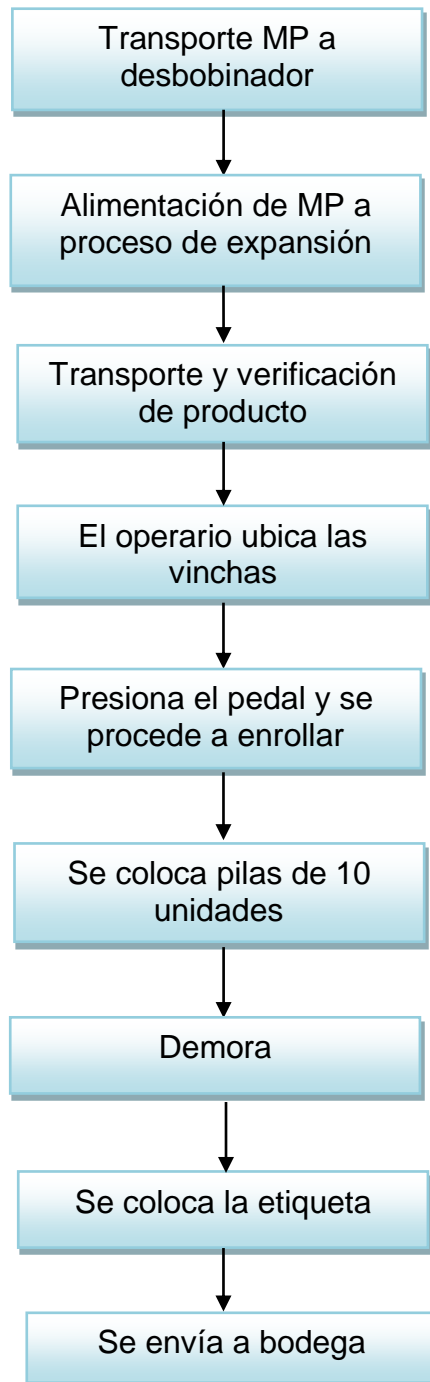 Transporte MP a
desbobinador
Alimentación de MP a
proceso de expansión
Transporte y verificación
de producto
El operario ubica las
vinchas
Presiona el pedal y se
procede a enrollar
Se coloca pilas de 10
unidades
Demora
Se coloca la etiqueta
Se envía a bodega